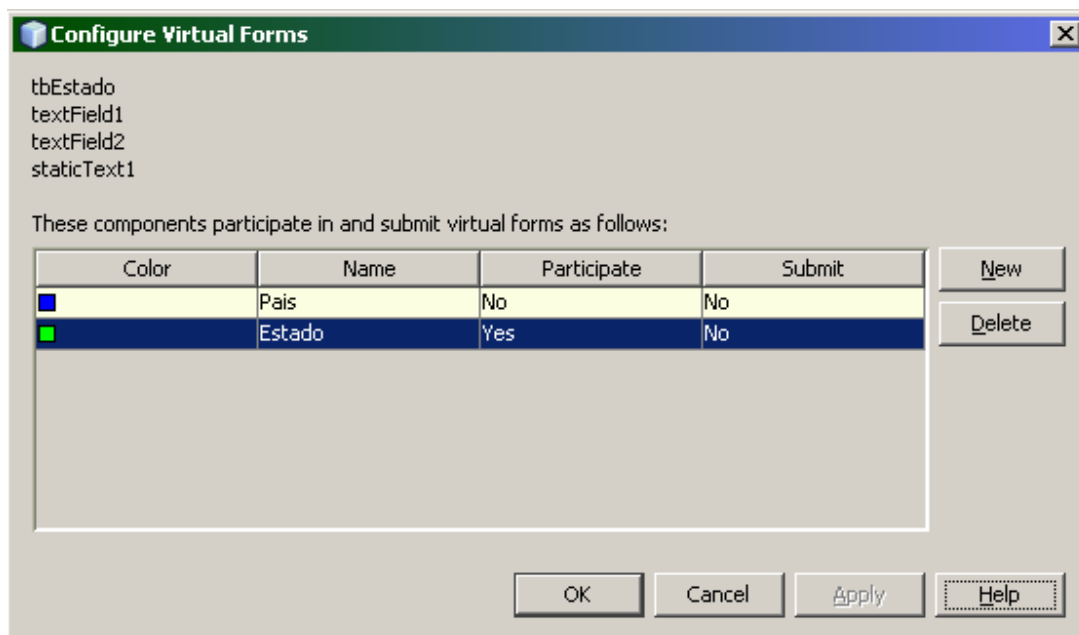 Configure Virtual Forms
tbEstado
textField1
textField2
staticText1
These components participate in and submit virtual forms as follows:
Color Name Participate Submit
Pais No No
Estado Yes No
New
Delete
OK Cancel Apply Help